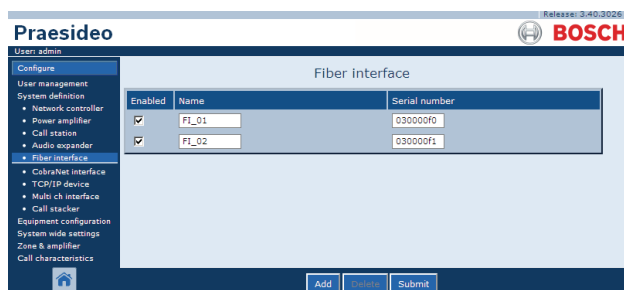 Release: 3.40.3026
Praesideo
BOSCH
User: admin
Configure
User management
System definition
• Network controller
• Power amplifier
• Call station
• Audio expander
• Fiber interface
• CobraNet interface
• TCP/IP device
• Multi ch interface
• Call stacker
Equipment configuration
System wide settings
Zone & amplifier
Call characteristics
Fiber interface
Enabled Name Serial number
FI_01 030000f0
FI_02 030000f1
Add Delete Submit